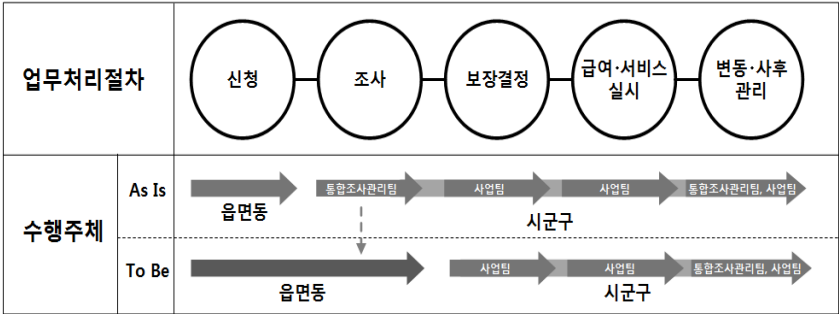 업무처리절차
신청
조사
보장결정
급여·서비스
실시
변동·사후
관리
수행주체
As Is
통합조사관리팀
사업팀
사업팀
통합조사관리팀, 사업팀
읍면동
시군구
To Be
사업팀
사업팀
통합조사관리팀, 사업팀
읍면동
시군구